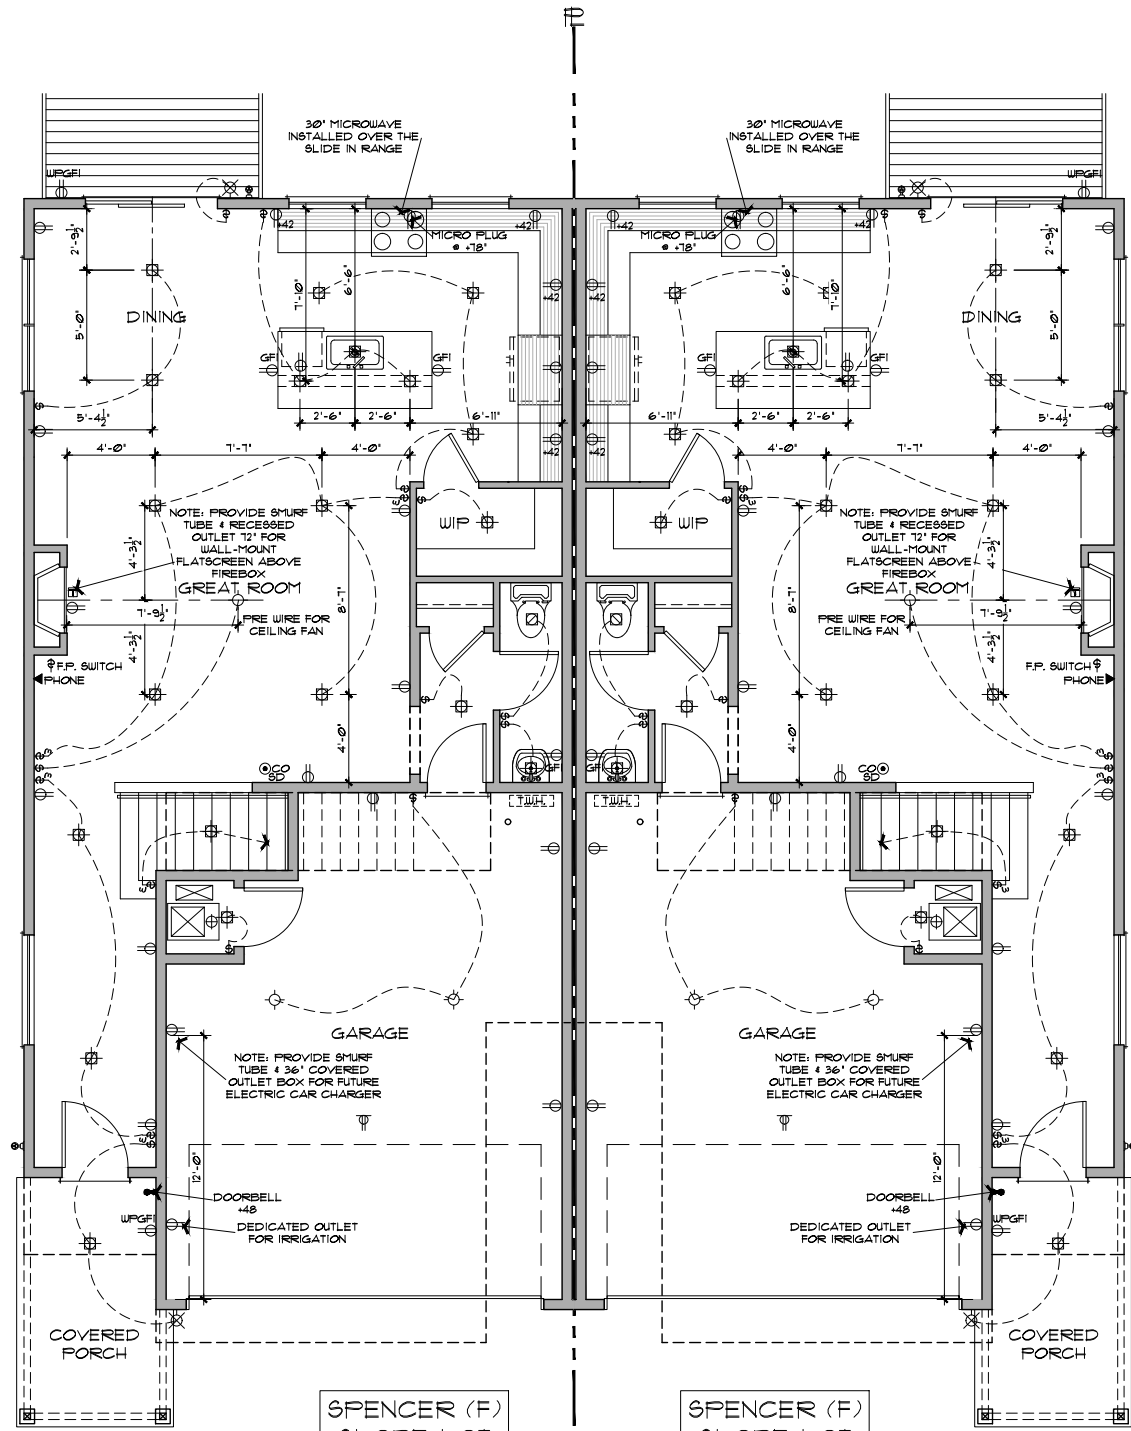 30" MICROWAVE
INSTALLED OVER THE
SLIDE IN RANGE
30" MICROWAVE
INSTALLED OVER THE
SLIDE IN RANGE
WPGFI
WPGFI
+42
+42
+42
+42
MICRO PLUG
@ +78"
MICRO PLUG
@ +78"
2'-9½"
6'-6"
7'-10"
6'-6"
7'-10"
2'-9½"
+42
+42
DINING
DINING
5'-0"
5'-0"
GFI
GFI
GFI
GFI
5'-4½"
2'-6"
2'-6"
6'-11"
6'-11"
2'-6"
2'-6"
5'-4½"
4'-0"
7'-7"
4'-0"
+42
+42
4'-0"
7'-7"
4'-0"
NOTE: PROVIDE SMURF
TUBE & RECESSED
OUTLET 72" FOR
WALL-MOUNT
FLATSCREEN ABOVE
FIREBOX
GREAT ROOM
NOTE: PROVIDE SMURF
TUBE & RECESSED
OUTLET 72" FOR
WALL-MOUNT
FLATSCREEN ABOVE
FIREBOX
GREAT ROOM
WIP
WIP
4'-3½"
4'-3½"
8'-7"
8'-7"
7'-9½"
7'-9½"
PRE WIRE FOR
CEILING FAN
PRE WIRE FOR
CEILING FAN
4'-3½"
4'-3½"
F.P. SWITCH
PHONE
F.P. SWITCH
PHONE
4'-0"
4'-0"
CO
SD
GFI
GFI
CO
SD
TWH.
TWH.
GARAGE
GARAGE
NOTE: PROVIDE SMURF
TUBE & 36" COVERED
OUTLET BOX FOR FUTURE
ELECTRIC CAR CHARGER
NOTE: PROVIDE SMURF
TUBE & 36" COVERED
OUTLET BOX FOR FUTURE
ELECTRIC CAR CHARGER
12'-0"
12'-0"
DOORBELL
+48
DOORBELL
+48
WPGFI
WPGFI
DEDICATED OUTLET
FOR IRRIGATION
DEDICATED OUTLET
FOR IRRIGATION
COVERED
PORCH
COVERED
PORCH
SPENCER (F)
SPENCER (F)